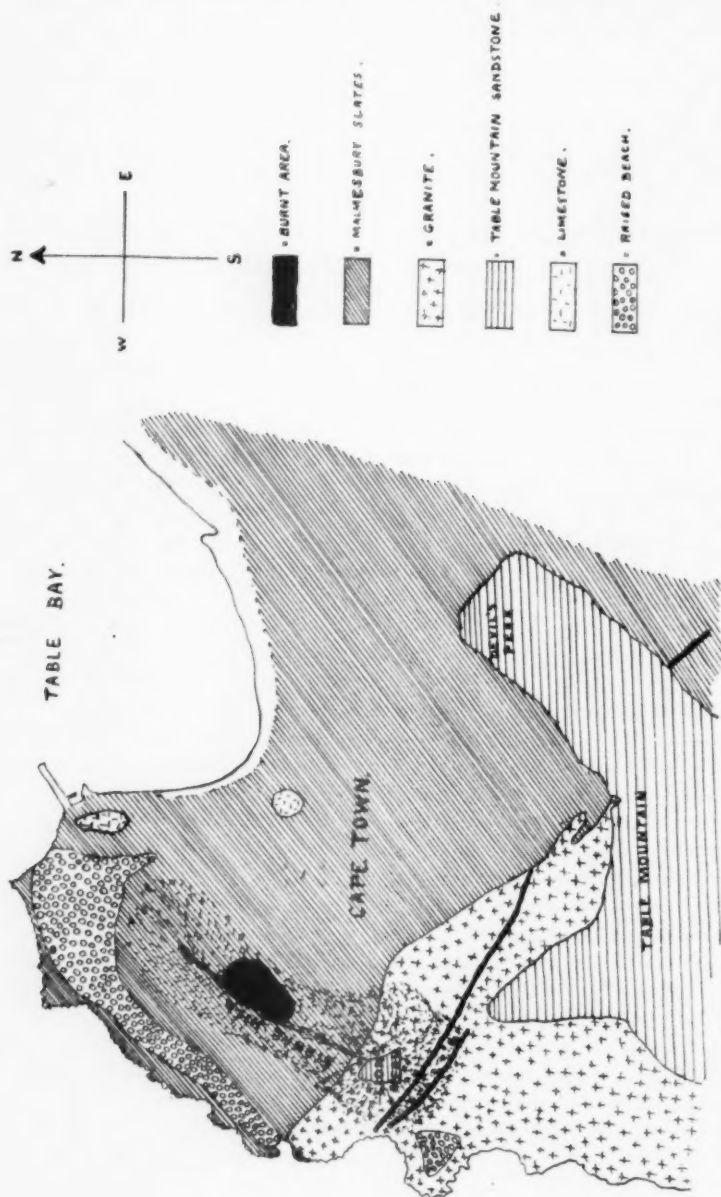 N
W
E
S
= BURNT AREA.
= MALMESBURY SLATES.
= GRANITE.
= TABLE MOUNTAIN SANDSTONE.
= LIMESTONE.
= RAISED BEACH.
TABLE BAY.
CAPE TOWN.
DEVIL'S
PEAK
TABLE MOUNTAIN